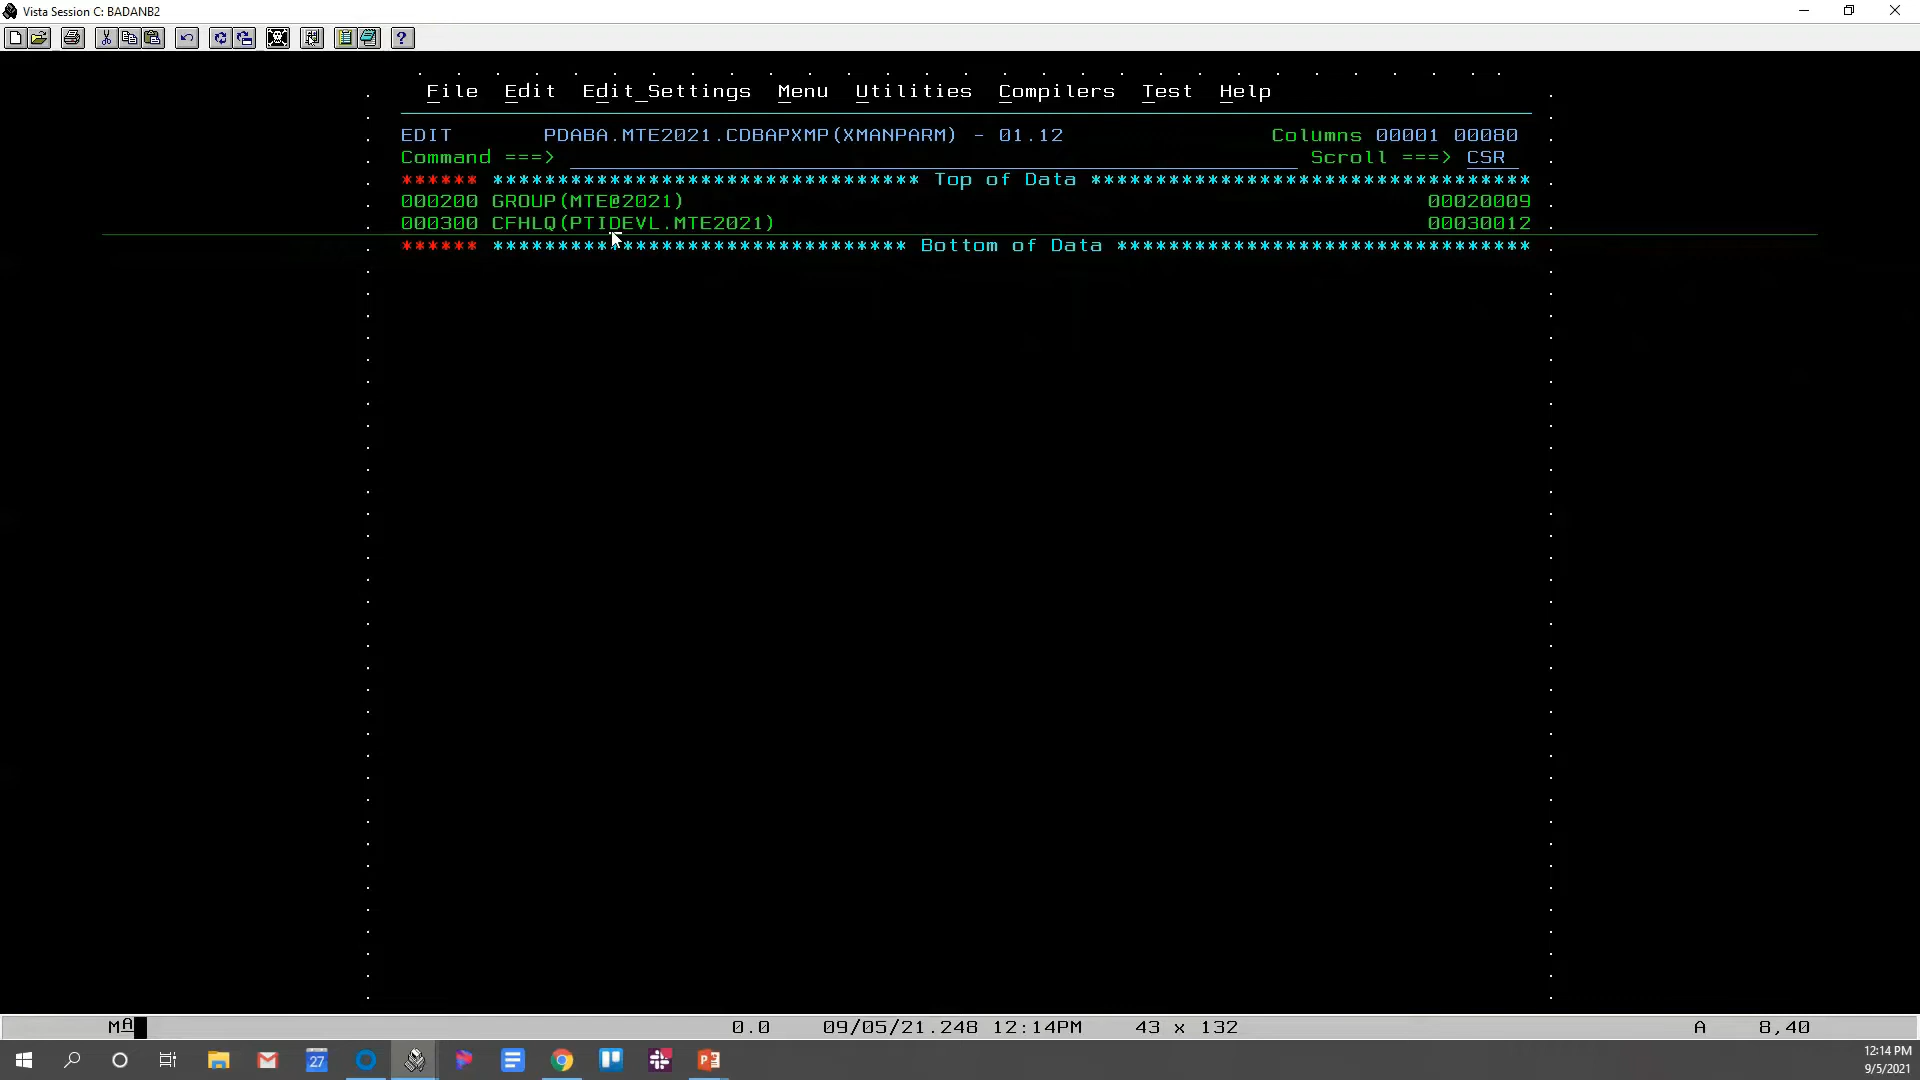 Vista Session C: BADANB2
File Edit Edit_Settings Menu Utilities Compilers Test Help
EDIT PDABA.MTE2021.CDBAPXMP(XMANPARM) - 01.12 Columns 00001 00080
Command ===> Scroll ===> CSR
****** ********************************* Top of Data **********************************
000200 GROUP(MTE@2021) 00020009
000300 CFHLQ(PTIDEVL.MTE2021) 00030012
****** ******************************** Bottom of Data ********************************
MA 0.0 09/05/21.248 12:14PM 43 x 132 A 8,40
27
12:14 PM
9/5/2021